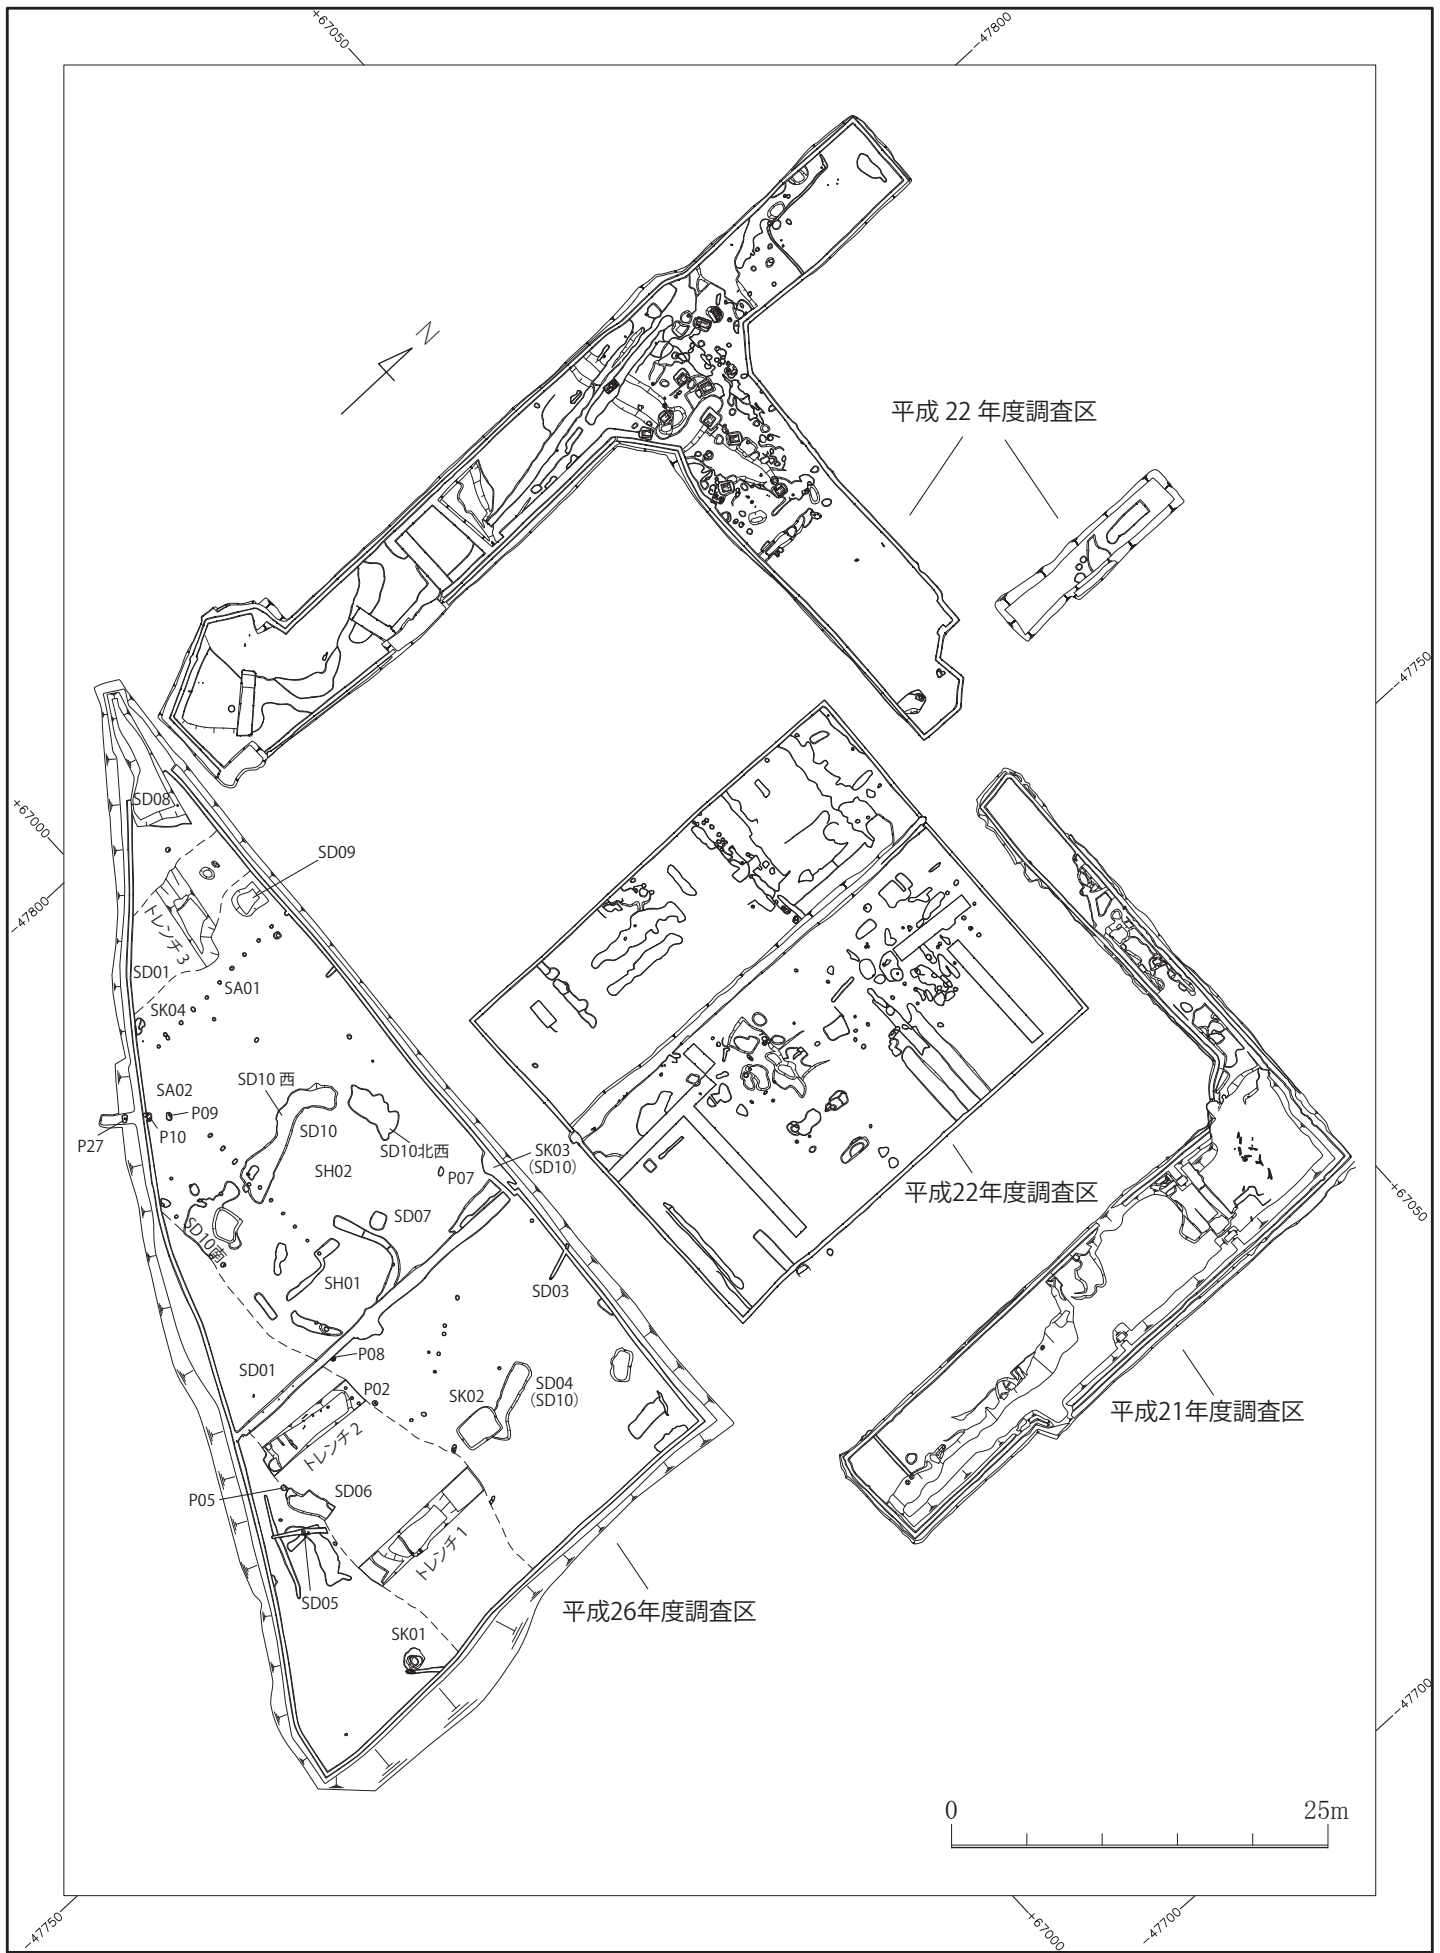 +67050
-47800
N
平成 22 年度調査区
-47750
+67000
-47800
SD08
SD09
トレンチ3
SD01
SA01
SK04
SD10 西
SA02
P09
P10
P27
SD10
SD10北西
SH02
P07
SK03
(SD10)
平成22年度調査区
+67050
SD10南
SD07
SH01
SD03
SD01
P08
P02
SK02
SD04
(SD10)
平成21年度調査区
トレンチ2
P05
SD06
トレンチ1
SD05
平成26年度調査区
SK01
-47700
0
25m
-47750
+67000
-47700